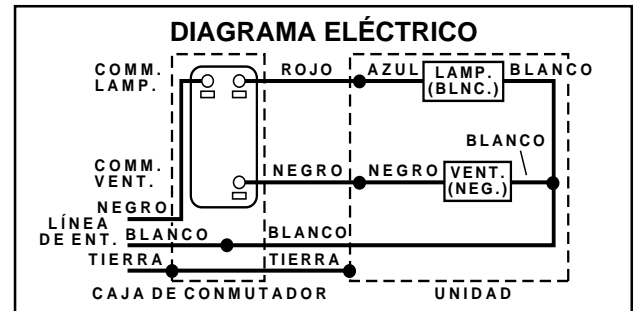 DIAGRAMA ELÉCTRICO
COMM. LAMP.
ROJO AZUL LAMP. (BLNC.) BLANCO
BLANCO
COMM. VENT.
NEGRO NEGRO VENT. (NEG.)
NEGRO
LÍNEA DE ENT.
BLANCO BLANCO
TIERRA TIERRA
CAJA DE CONMUTADOR UNIDAD